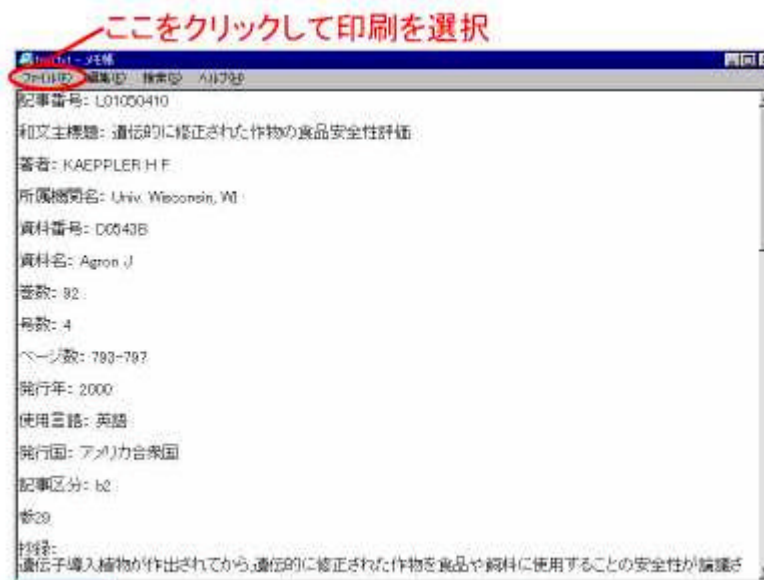 ここをクリックして印刷を選択
test.txt - メモ帳
ファイル(F) 編集(E) 検索(S) ヘルプ(H)
記事番号: L01050410
和文主標題: 遺伝的に修正された作物の食品安全性評価
著者: KAEPPLER H F
所属機関名: Univ. Wisconsin, WI
資料番号: D0543B
資料名: Agron J
巻数: 92
号数: 4
ページ数: 793-797
発行年: 2000
使用言語: 英語
発行国: アメリカ合衆国
記事区分: b2
参29
抄録:
遺伝子導入植物が作出されてから,遺伝的に修正された作物を食品や飼料に使用することの安全性が論議さ